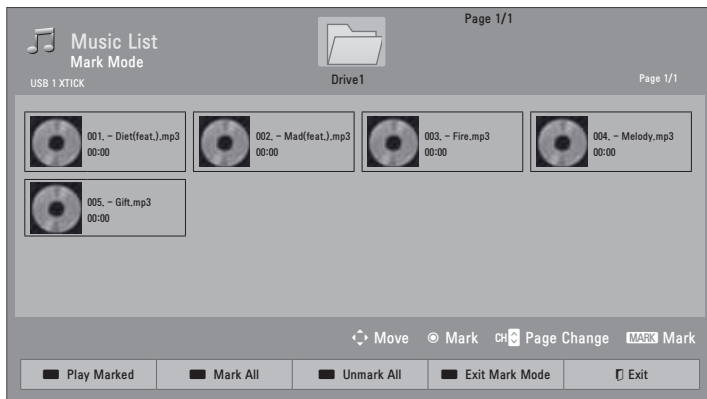 Page 1/1
Music List
Mark Mode
USB 1 XTICK
Drive1
Page 1/1
001. - Diet(feat.).mp3
00:00
002. - Mad(feat.).mp3
00:00
003. - Fire.mp3
00:00
004. - Melody.mp3
00:00
005. - Gift.mp3
00:00
Move Mark CH Page Change MARK Mark
Play Marked Mark All Unmark All Exit Mark Mode Exit